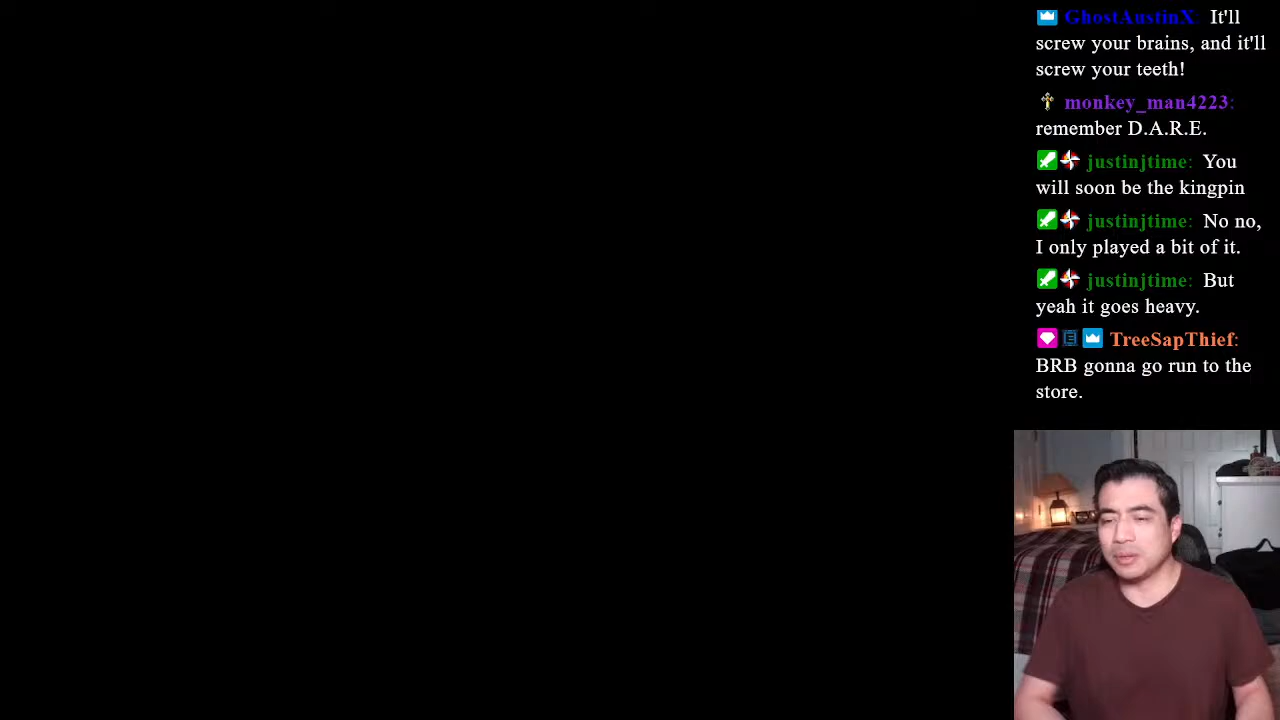 GhostAustinX: It'll
screw your brains, and it'll
screw your teeth!
monkey_man4223:
remember D.A.R.E.
justinjtime: You
will soon be the kingpin
justinjtime: No no,
I only played a bit of it.
justinjtime: But
yeah it goes heavy.
TreeSapThief:
BRB gonna go run to the
store.